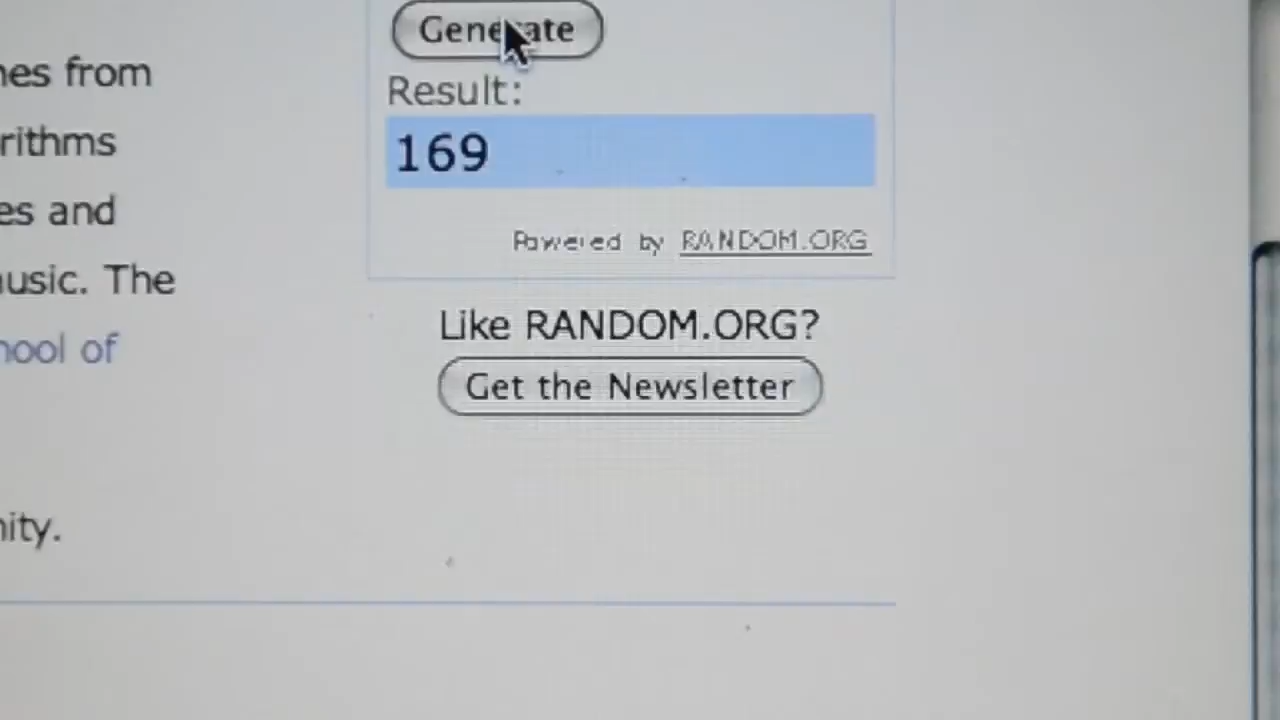 Generate
nes from
Result:
rithms
169
es and
Powered by RANDOM.ORG
usic. The
Like RANDOM.ORG?
hool of
Get the Newsletter
nity.